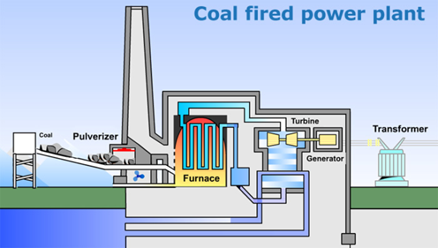 Coal fired power plant
Coal
Pulverizer
Turbine
Transformer
Generator
Furnace